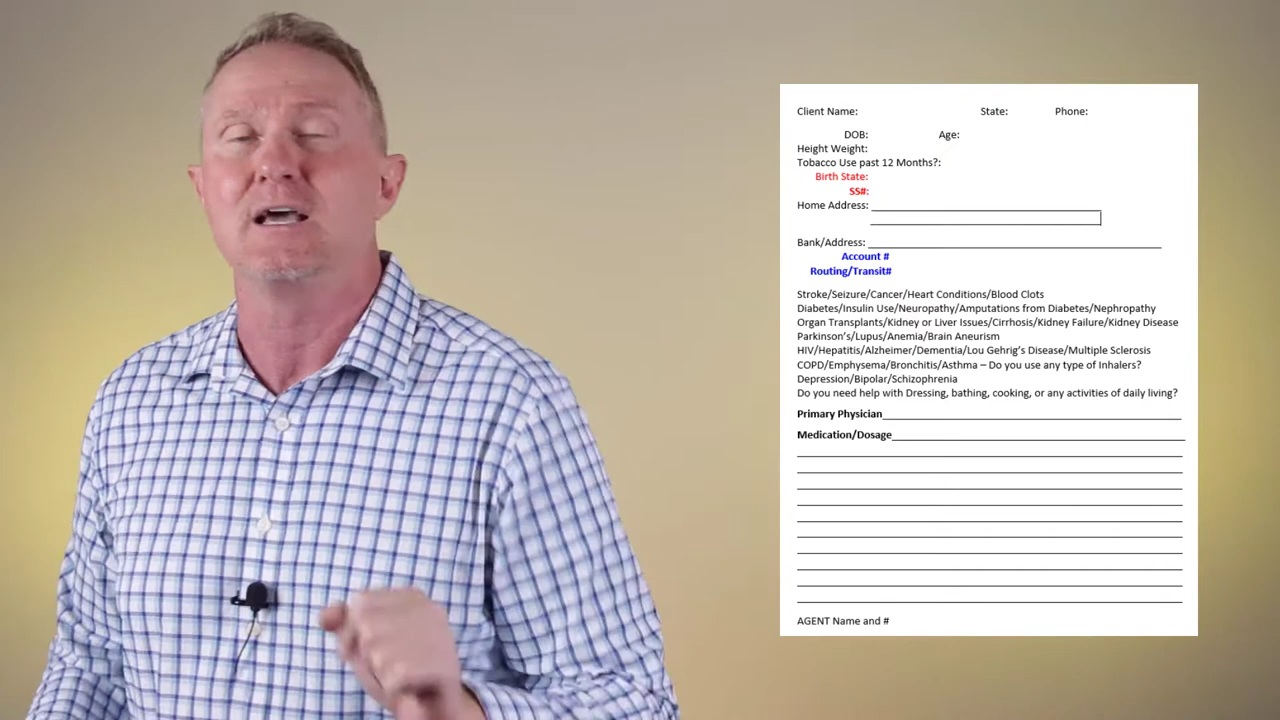 Client Name: State: Phone:
DOB: Age:
Height Weight:
Tobacco Use past 12 Months?:
Birth State:
SS#:
Home Address: ________________________________________
________________________________________
Bank/Address: ___________________________________________________
Account #
Routing/Transit#
Stroke/Seizure/Cancer/Heart Conditions/Blood Clots
Diabetes/Insulin Use/Neuropathy/Amputations from Diabetes/Nephropathy
Organ Transplants/Kidney or Liver Issues/Cirrhosis/Kidney Failure/Kidney Disease
Parkinson's/Lupus/Anemia/Brain Aneurism
HIV/Hepatitis/Alzheimer/Dementia/Lou Gehrig's Disease/Multiple Sclerosis
COPD/Emphysema/Bronchitis/Asthma – Do you use any type of Inhalers?
Depression/Bipolar/Schizophrenia
Do you need help with Dressing, bathing, cooking, or any activities of daily living?
Primary Physician____________________________________________________
Medication/Dosage___________________________________________________
AGENT Name and #